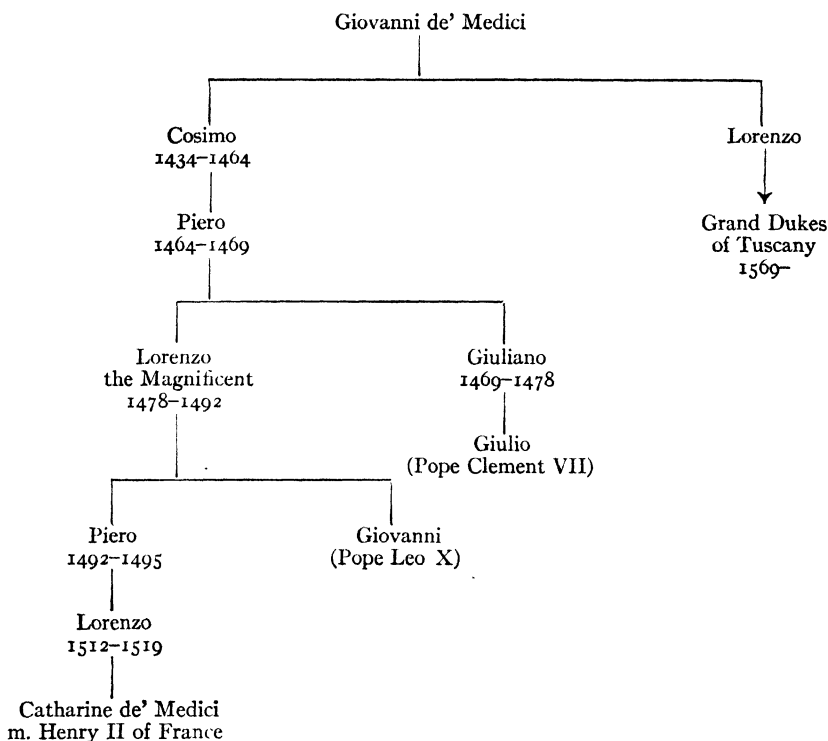 Giovanni de' Medici
Cosimo
1434–1464
Lorenzo
Piero
1464–1469
Grand Dukes
of Tuscany
1569–
Lorenzo
the Magnificent
1478–1492
Giuliano
1469–1478
Giulio
(Pope Clement VII)
Piero
1492–1495
Giovanni
(Pope Leo X)
Lorenzo
1512–1519
Catharine de' Medici
m. Henry II of France